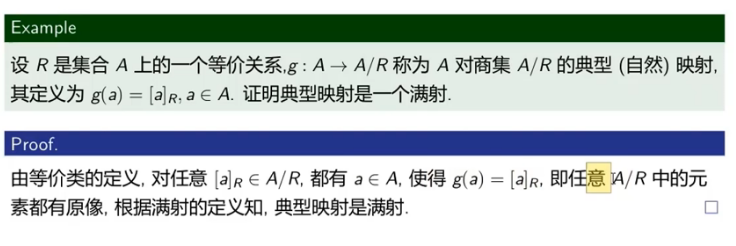 Example
设 R 是集合 A 上的一个等价关系,g : A → A/R 称为 A 对商集 A/R 的典型 (自然) 映射,
其定义为 g(a) = [a]R, a ∈ A. 证明典型映射是一个满射.
Proof.
由等价类的定义, 对任意 [a]R ∈ A/R, 都有 a ∈ A, 使得 g(a) = [a]R, 即任意 A/R 中的元
素都有原像, 根据满射的定义知, 典型映射是满射.